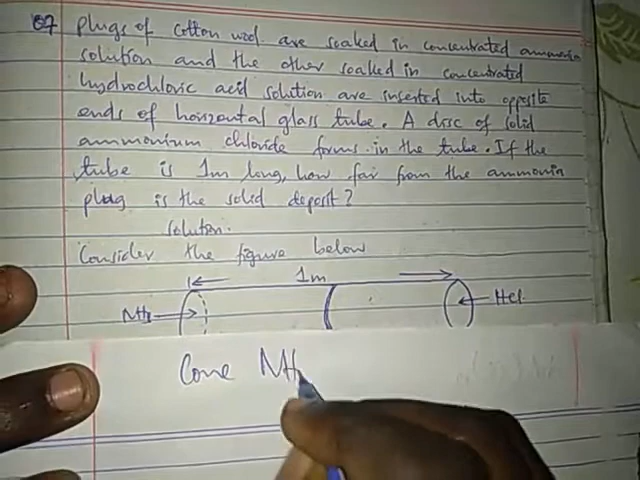 07 Plugs of cotton wool are soaked in concentrated ammonia
solution and the other soaked in concentrated
hydrochloric acid solution are inserted into opposite
ends of horizontal glass tube. A disc of solid
ammonium chloride forms in the tube. If the
tube is 1m long, how far from the ammonia
plug is the solid deposit?
Solution.
Consider the figure below
1m
NH3
HCl
Conc NH